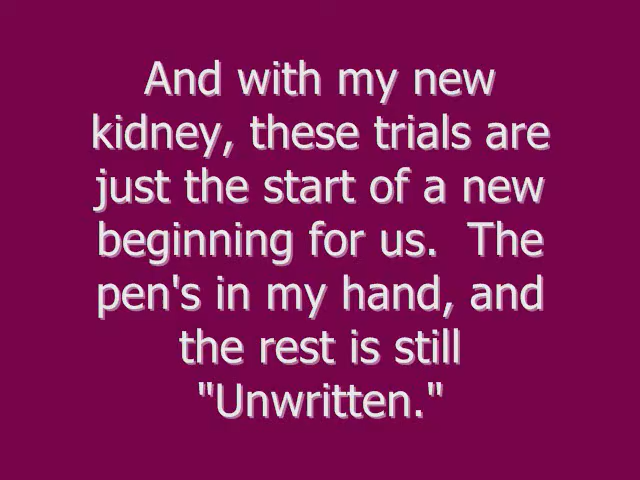 And with my new
kidney, these trials are
just the start of a new
beginning for us.  The
pen's in my hand, and
the rest is still
"Unwritten."